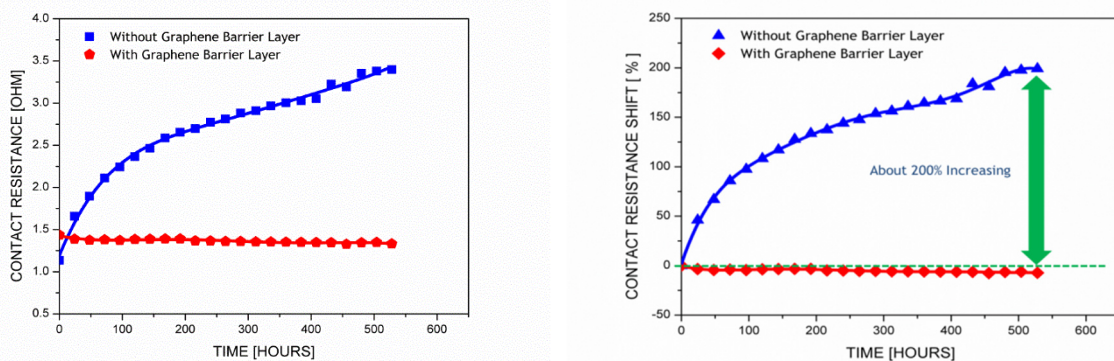 4.0
3.5
3.0
2.5
2.0
1.5
1.0
0.5
CONTACT RESISTANCE [OHM]
Without Graphene Barrier Layer
With Graphene Barrier Layer
0 100 200 300 400 500 600
TIME [HOURS]
250
200
150
100
50
0
-50
CONTACT RESISTANCE SHIFT [ % ]
Without Graphene Barrier Layer
With Graphene Barrier Layer
About 200% Increasing
0 100 200 300 400 500 600
TIME [HOURS]